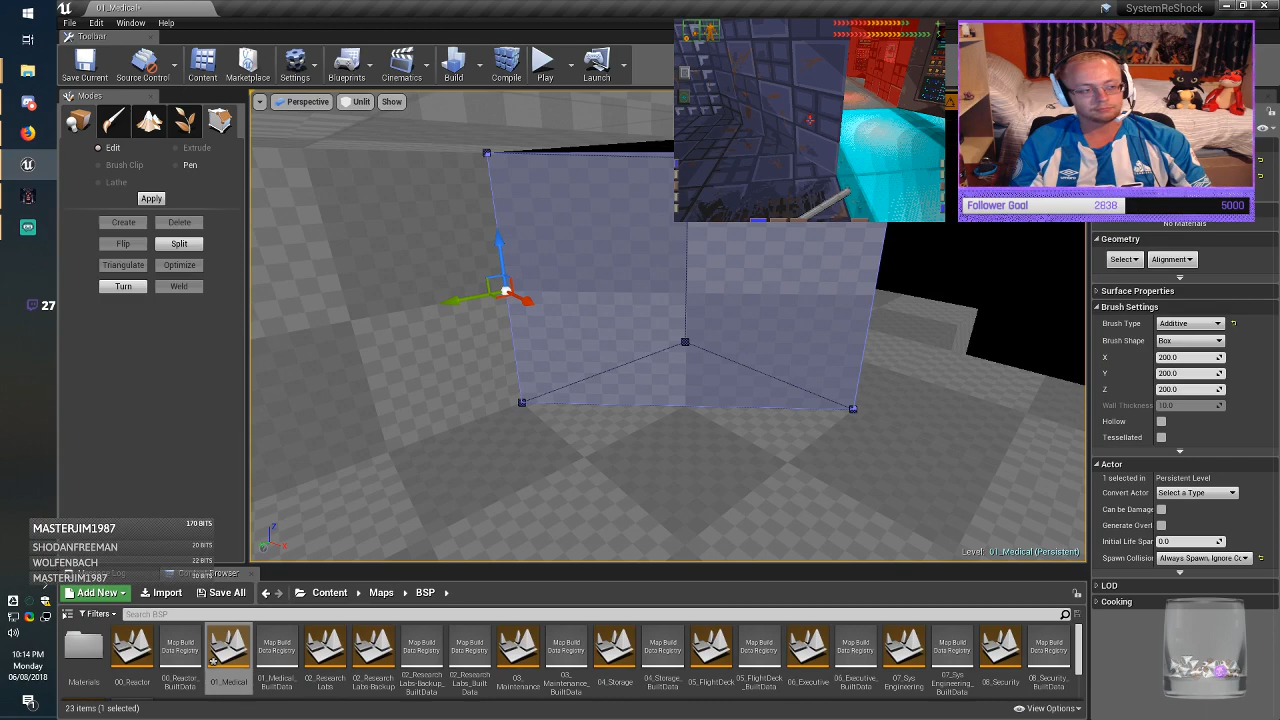 01_Medical*
SystemReShock
File Edit Window Help
Toolbar
Save Current
Source Control
Content
Marketplace
Settings
Blueprints
Cinematics
Build
Compile
Play
Launch
Modes
Perspective
Unlit
Show
Edit
Extrude
Brush Clip
Pen
Lathe
Apply
Create
Delete
Flip
Split
Triangulate
Optimize
Turn
Weld
UMBRO
Follower Goal 2838 5000
No Materials
Geometry
Select
Alignment
Surface Properties
Brush Settings
Brush Type Additive
Brush Shape Box
X 200.0
Y 200.0
Z 200.0
Wall Thickness 10.0
Hollow
Tessellated
Actor
1 selected in Persistent Level
Convert Actor Select a Type
Can be Damage
Generate Overl
Initial Life Span 0.0
Spawn Collision Always Spawn, Ignore Co
LOD
Cooking
27
Z
X
Level: 01_Medical (Persistent)
MASTERJIM1987 170 BITS
SHODANFREEMAN 20 BITS
WOLFENBACH 22 BITS
MASTERJIM1987
Add New
Import
Save All
Content
Maps
BSP
Filters
Search BSP
Map Build Data Registry
Materials
00_Reactor
00_Reactor_BuiltData
01_Medical
01_Medical_BuiltData
02_Research Labs
02_Research Labs-Backup
02_Research Labs-Backup_BuiltData
02_Research Labs_BuiltData
03_Maintenance
03_Maintenance_BuiltData
04_Storage
04_Storage_BuiltData
05_FlightDeck
05_FlightDeck_BuiltData
06_Executive
06_Executive_BuiltData
07_Sys Engineering
07_Sys Engineering_BuiltData
08_Security
08_Security_BuiltData
23 items (1 selected)
View Options
10:14 PM
Monday
06/08/2018